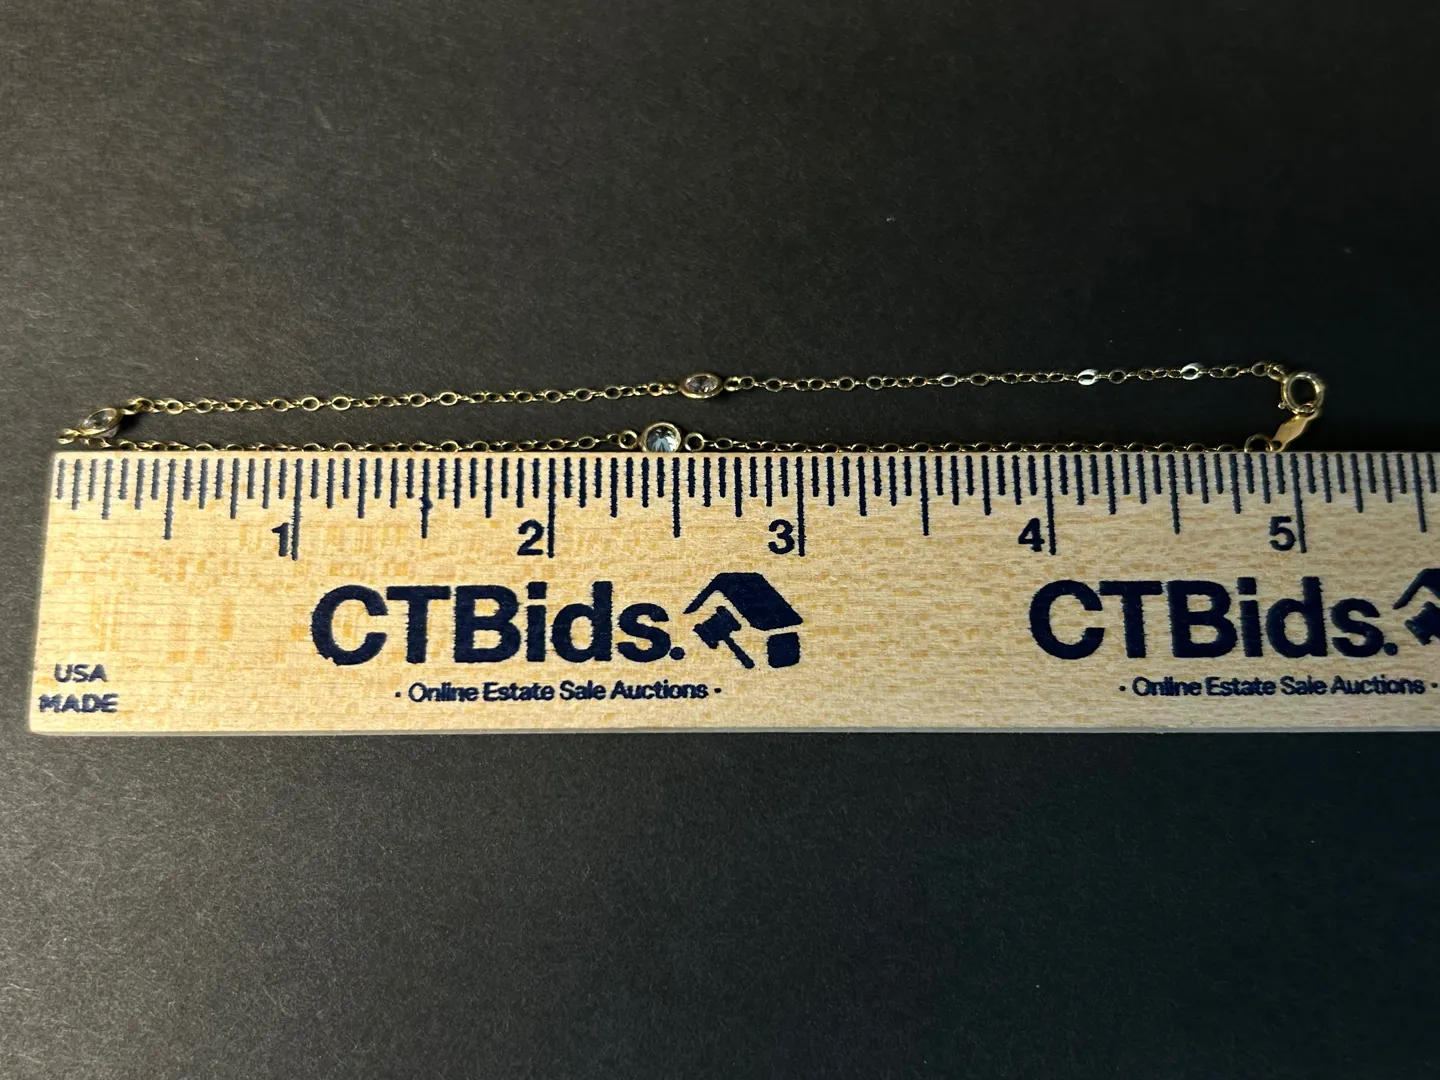 1 2 3 4 5
CTBids. CTBids.
· Online Estate Sale Auctions · · Online Estate Sale Auctions ·
USA
MADE